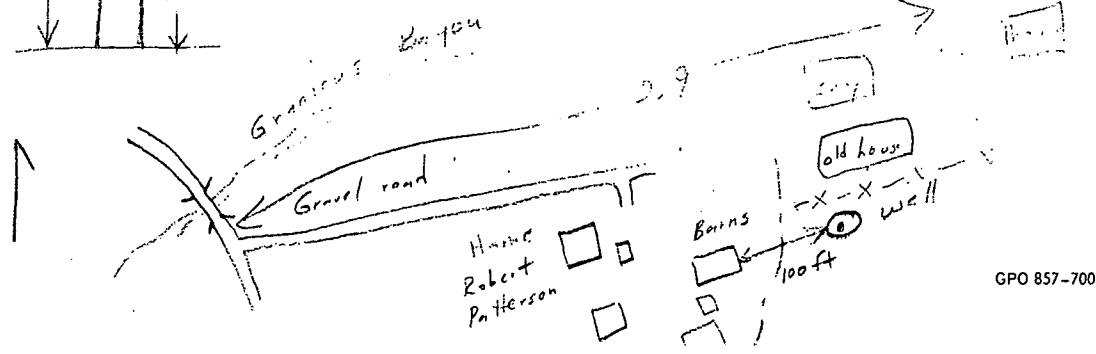 Bayou
2.9
old house
Gravel road
well
Barns
Home
Robert
Patterson
100 ft
GPO 857-700